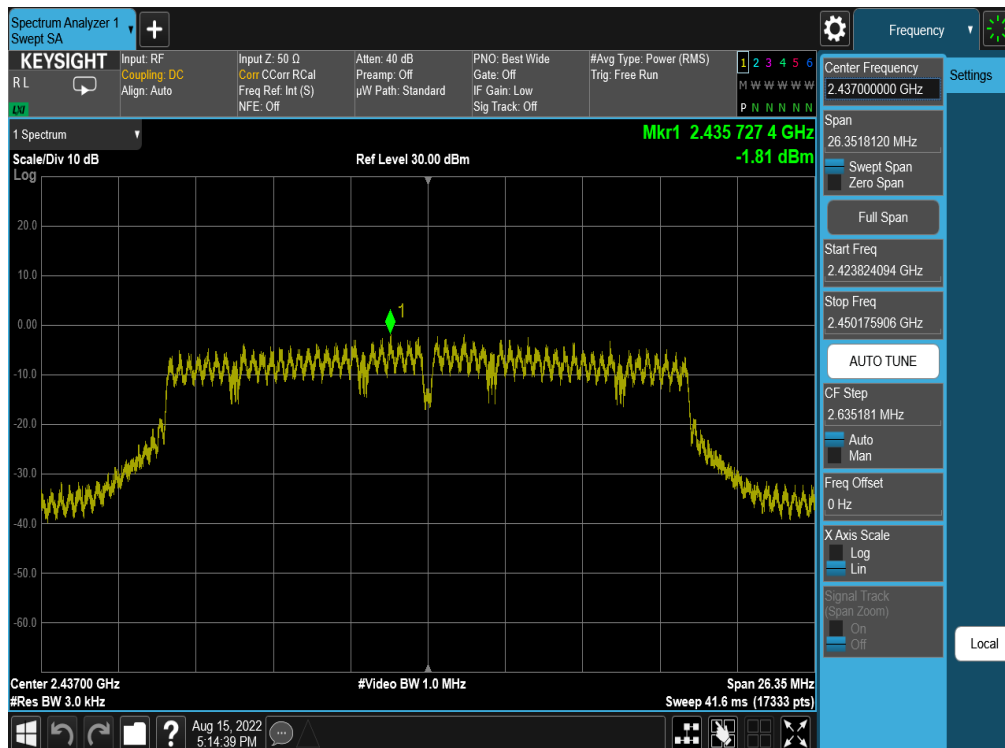 Spectrum Analyzer 1
Swept SA
+
Frequency
KEYSIGHT
R L
LXI
Input: RF
Coupling: DC
Align: Auto
Input Z: 50 Ω
Corr CCorr RCal
Freq Ref: Int (S)
NFE: Off
Atten: 40 dB
Preamp: Off
µW Path: Standard
PNO: Best Wide
Gate: Off
IF Gain: Low
Sig Track: Off
#Avg Type: Power (RMS)
Trig: Free Run
1 2 3 4 5 6
M W W W W W
P N N N N N
Center Frequency
2.437000000 GHz
Settings
Span
26.3518120 MHz
Swept Span
Zero Span
Full Span
Start Freq
2.423824094 GHz
Stop Freq
2.450175906 GHz
AUTO TUNE
CF Step
2.635181 MHz
Auto
Man
Freq Offset
0 Hz
X Axis Scale
Log
Lin
Signal Track
(Span Zoom)
On
Off
Local
1 Spectrum
Mkr1 2.435 727 4 GHz
-1.81 dBm
Scale/Div 10 dB
Ref Level 30.00 dBm
Log
20.0
10.0
0.00
-10.0
-20.0
-30.0
-40.0
-50.0
-60.0
1
Center 2.43700 GHz
#Video BW 1.0 MHz
Span 26.35 MHz
#Res BW 3.0 kHz
Sweep 41.6 ms (17333 pts)
?
Aug 15, 2022
5:14:39 PM